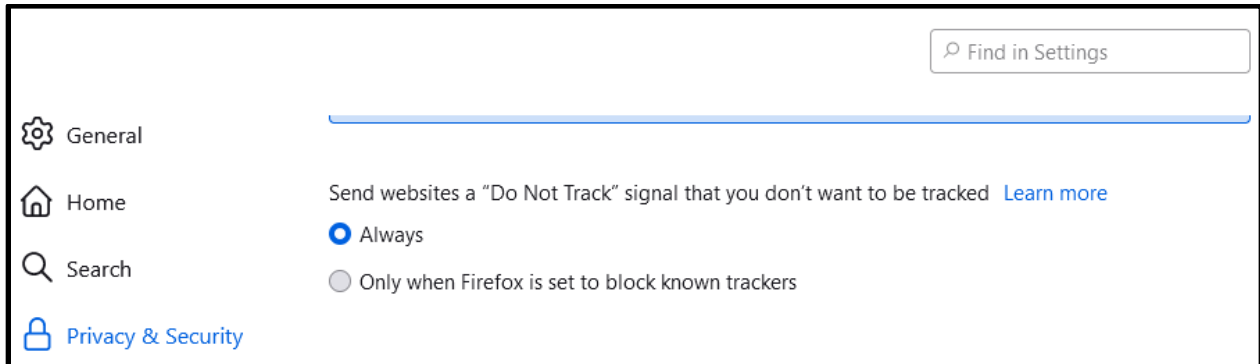 Find in Settings
General
Send websites a “Do Not Track” signal that you don’t want to be tracked Learn more
Home
Always
Search
Only when Firefox is set to block known trackers
Privacy & Security